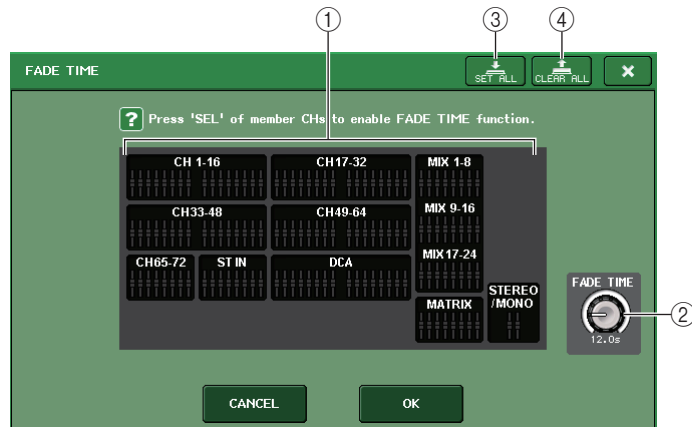 ① ③ ④
FADE TIME
SET ALL
CLEAR ALL
×
? Press 'SEL' of member CHs to enable FADE TIME function.
CH 1-16
CH17-32
MIX 1-8
CH33-48
CH49-64
MIX 9-16
CH65-72
ST IN
DCA
MIX17-24
MATRIX
STEREO
/MONO
FADE TIME
②
12.0s
CANCEL
OK